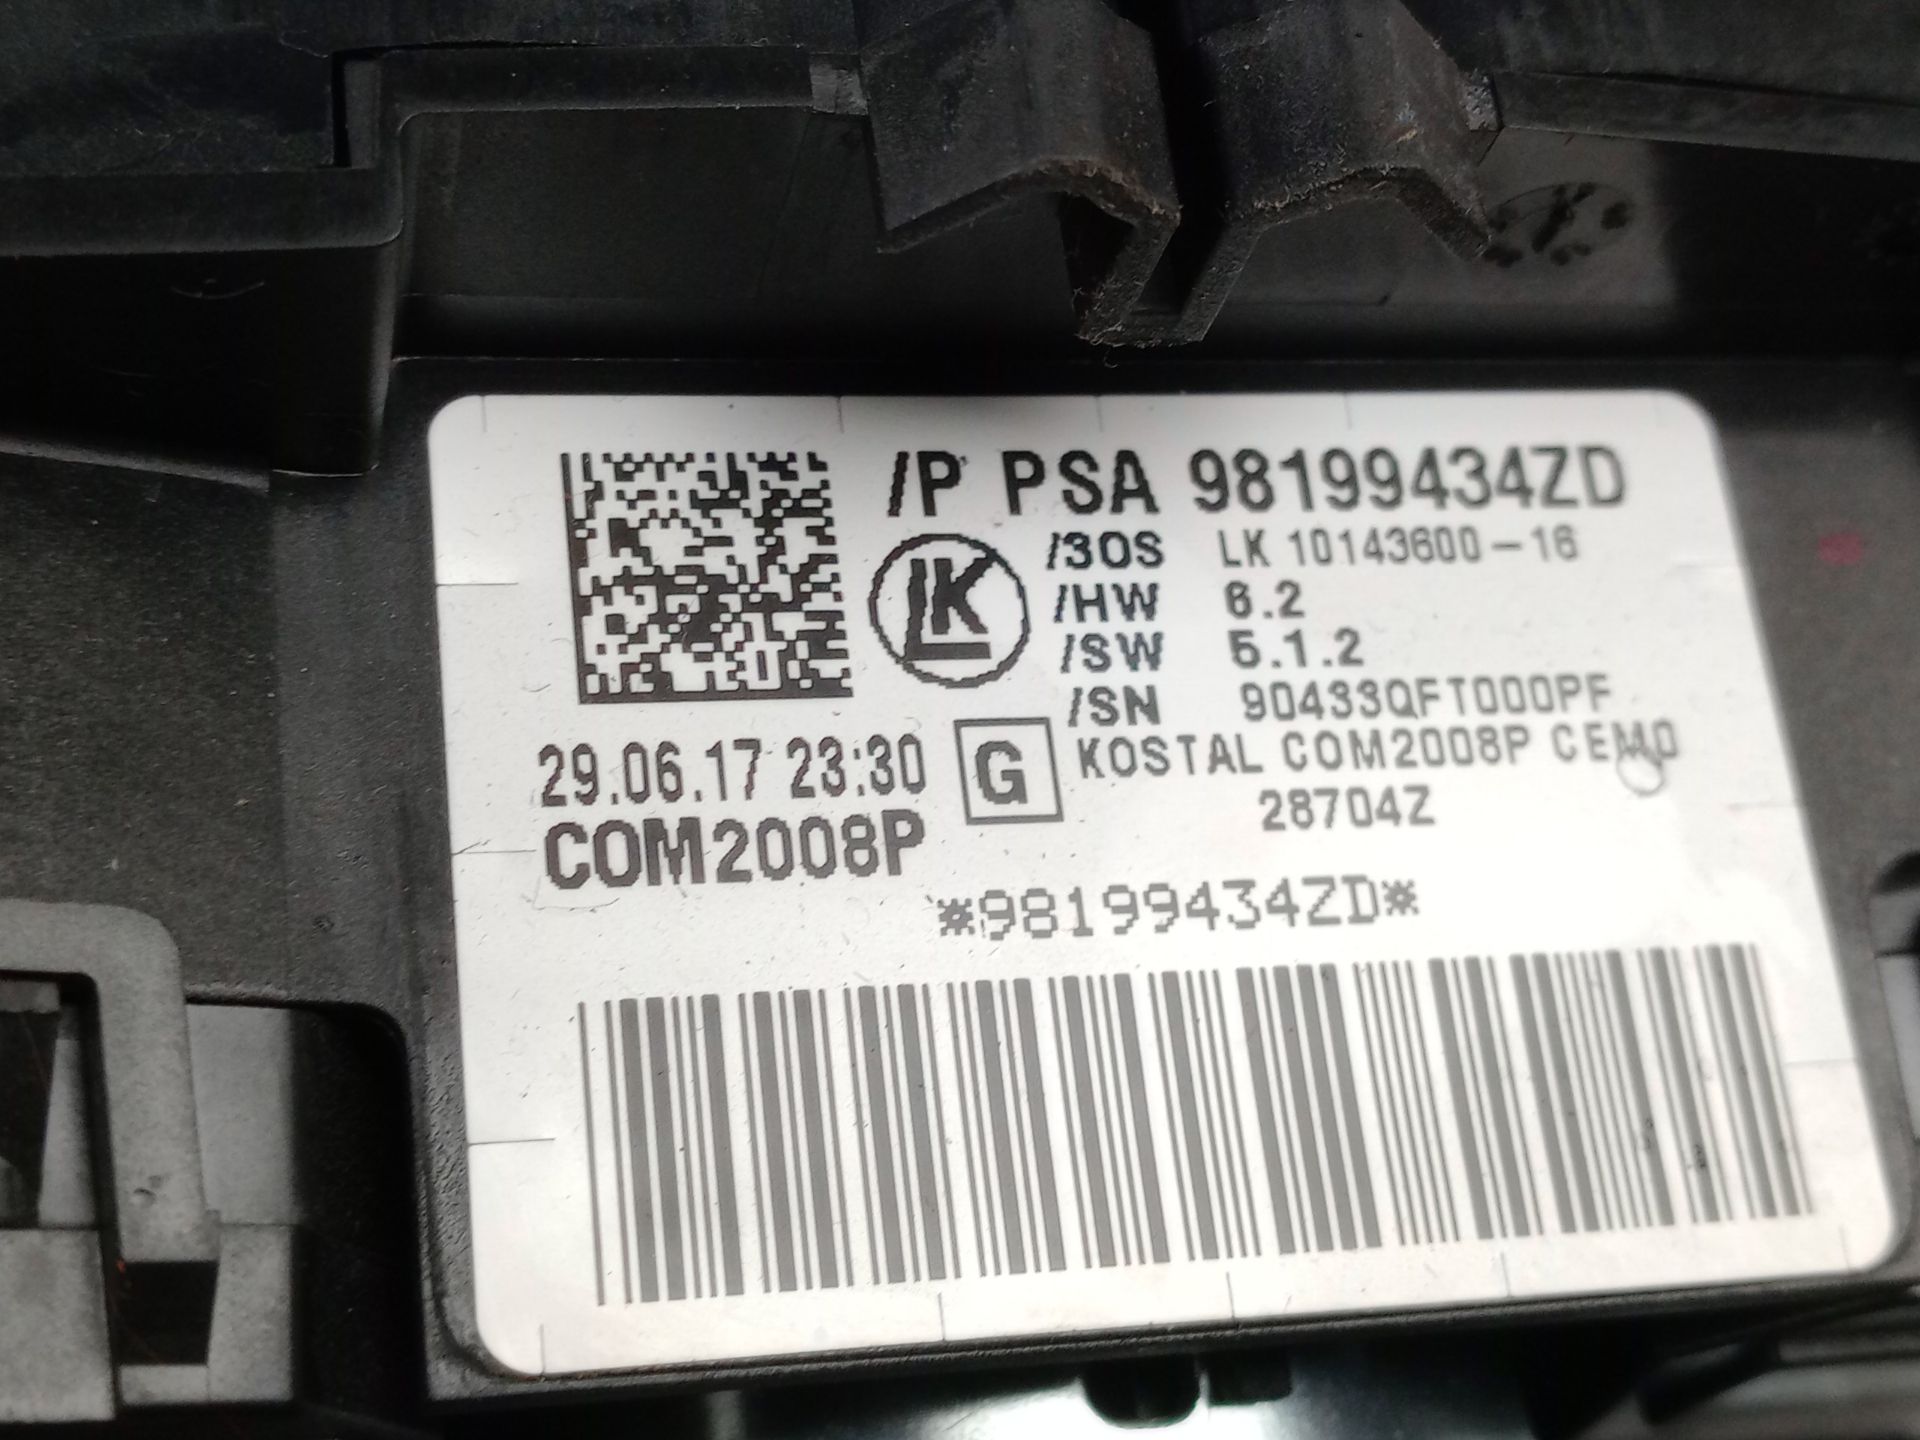 /P PSA 98199434ZD
LK
/30S LK 10143600-16
/HW 6.2
/SW 5.1.2
/SN 90433QFT000PF
29.06.17 23:30
G
KOSTAL COM2008P CEM0
COM2008P
28704Z
*98199434ZD*